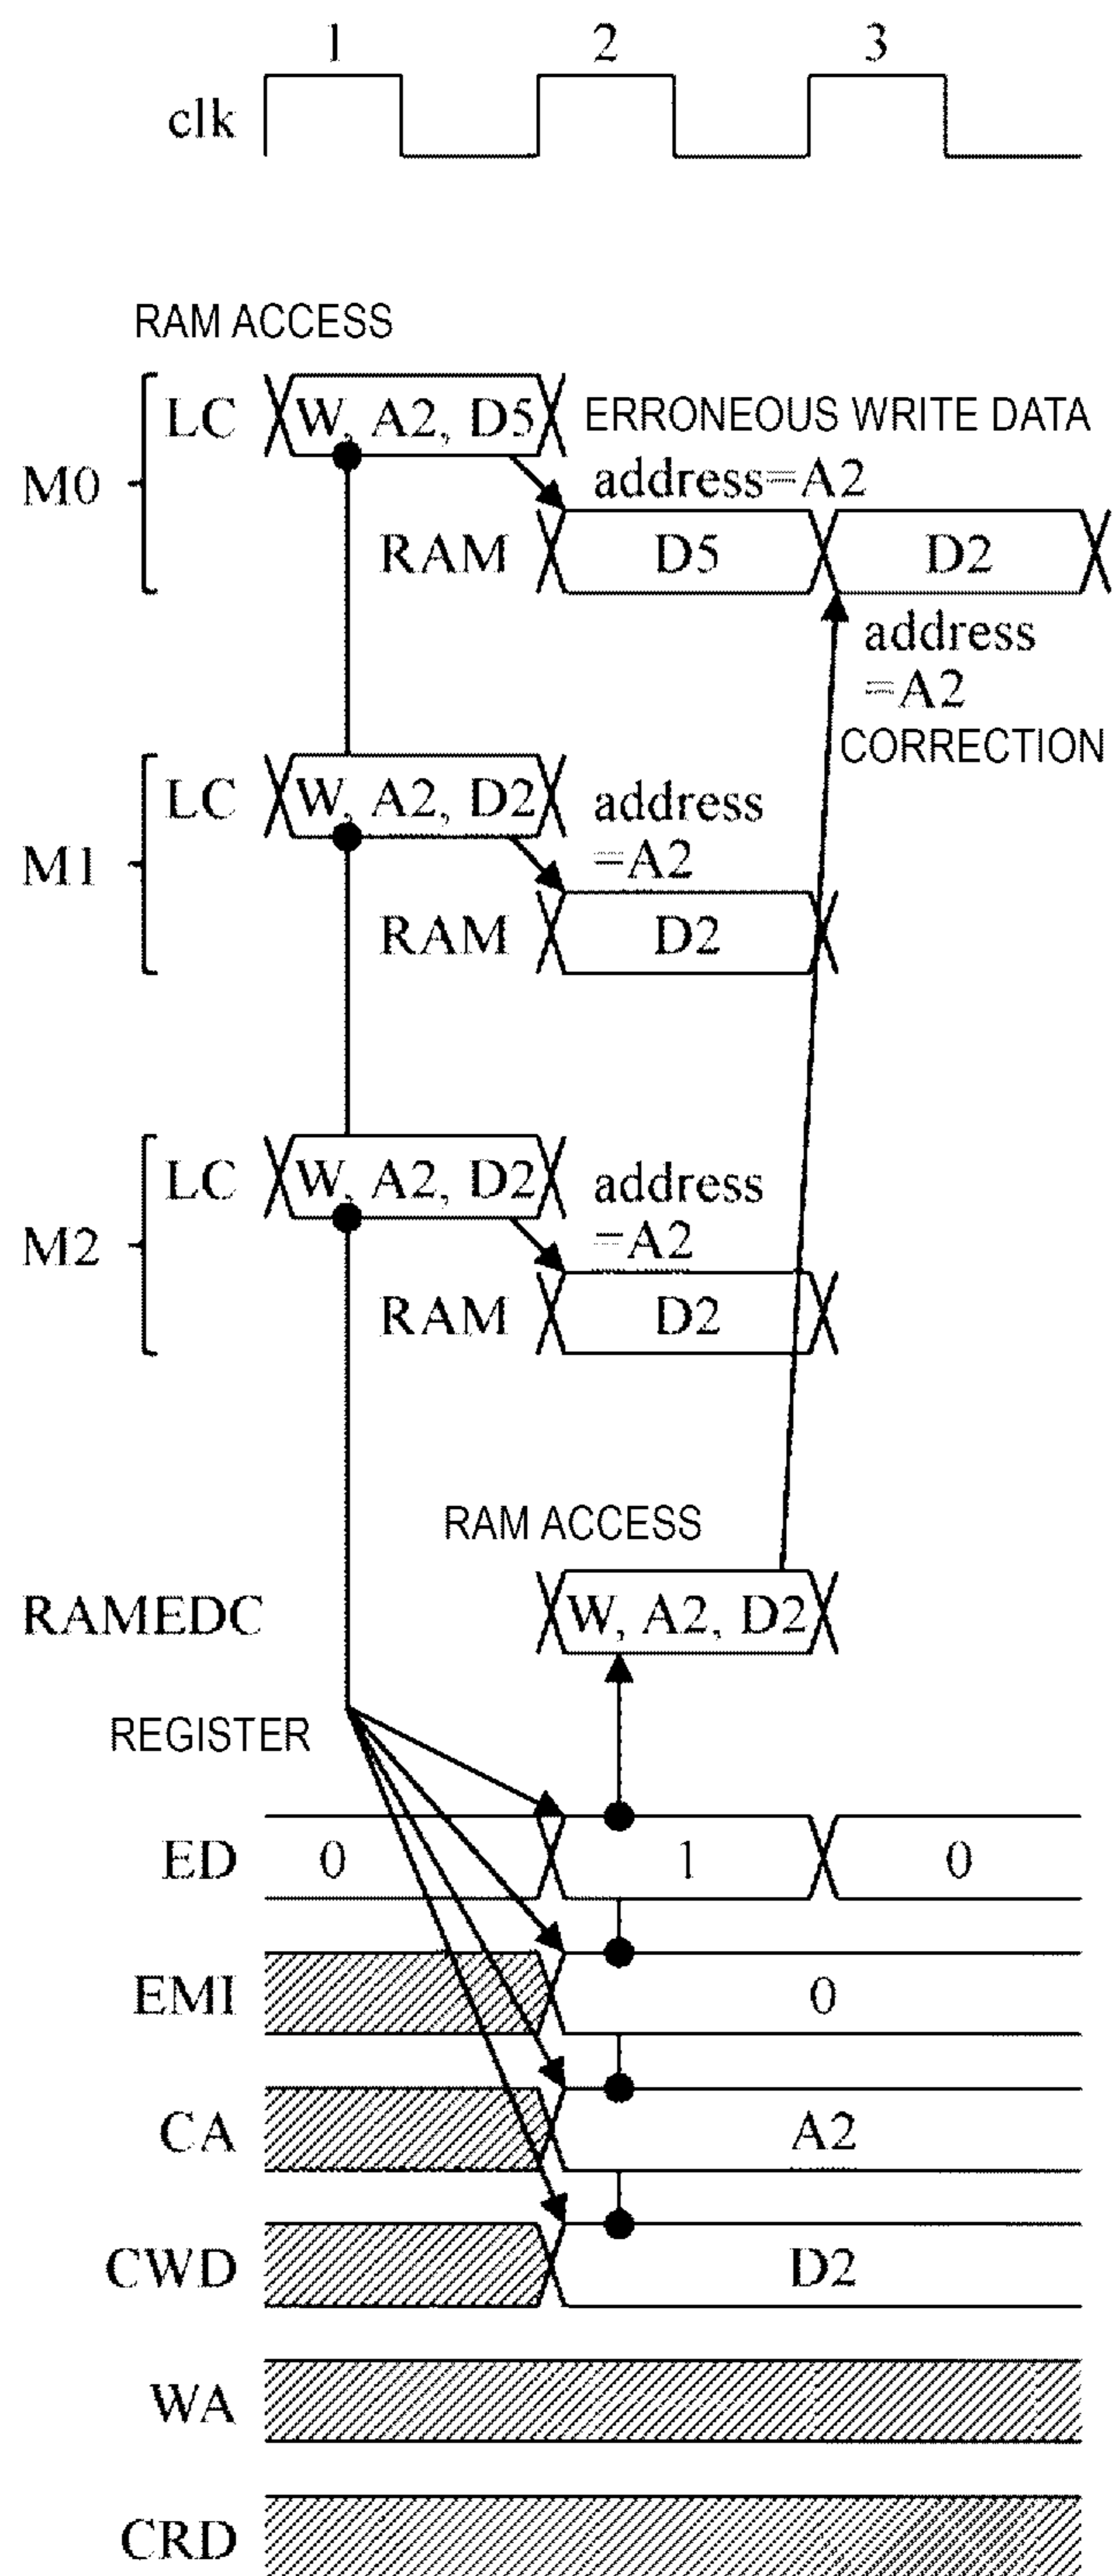 1 2 3
clk
RAM ACCESS
M0
LC W, A2, D5 ERRONEOUS WRITE DATA
address=A2
RAM D5 D2
address
=A2
CORRECTION
M1
LC W, A2, D2 address
=A2
RAM D2
M2
LC W, A2, D2 address
=A2
RAM D2
RAM ACCESS
RAMEDC W, A2, D2
REGISTER
ED 0 1 0
EMI 0
CA A2
CWD D2
WA
CRD